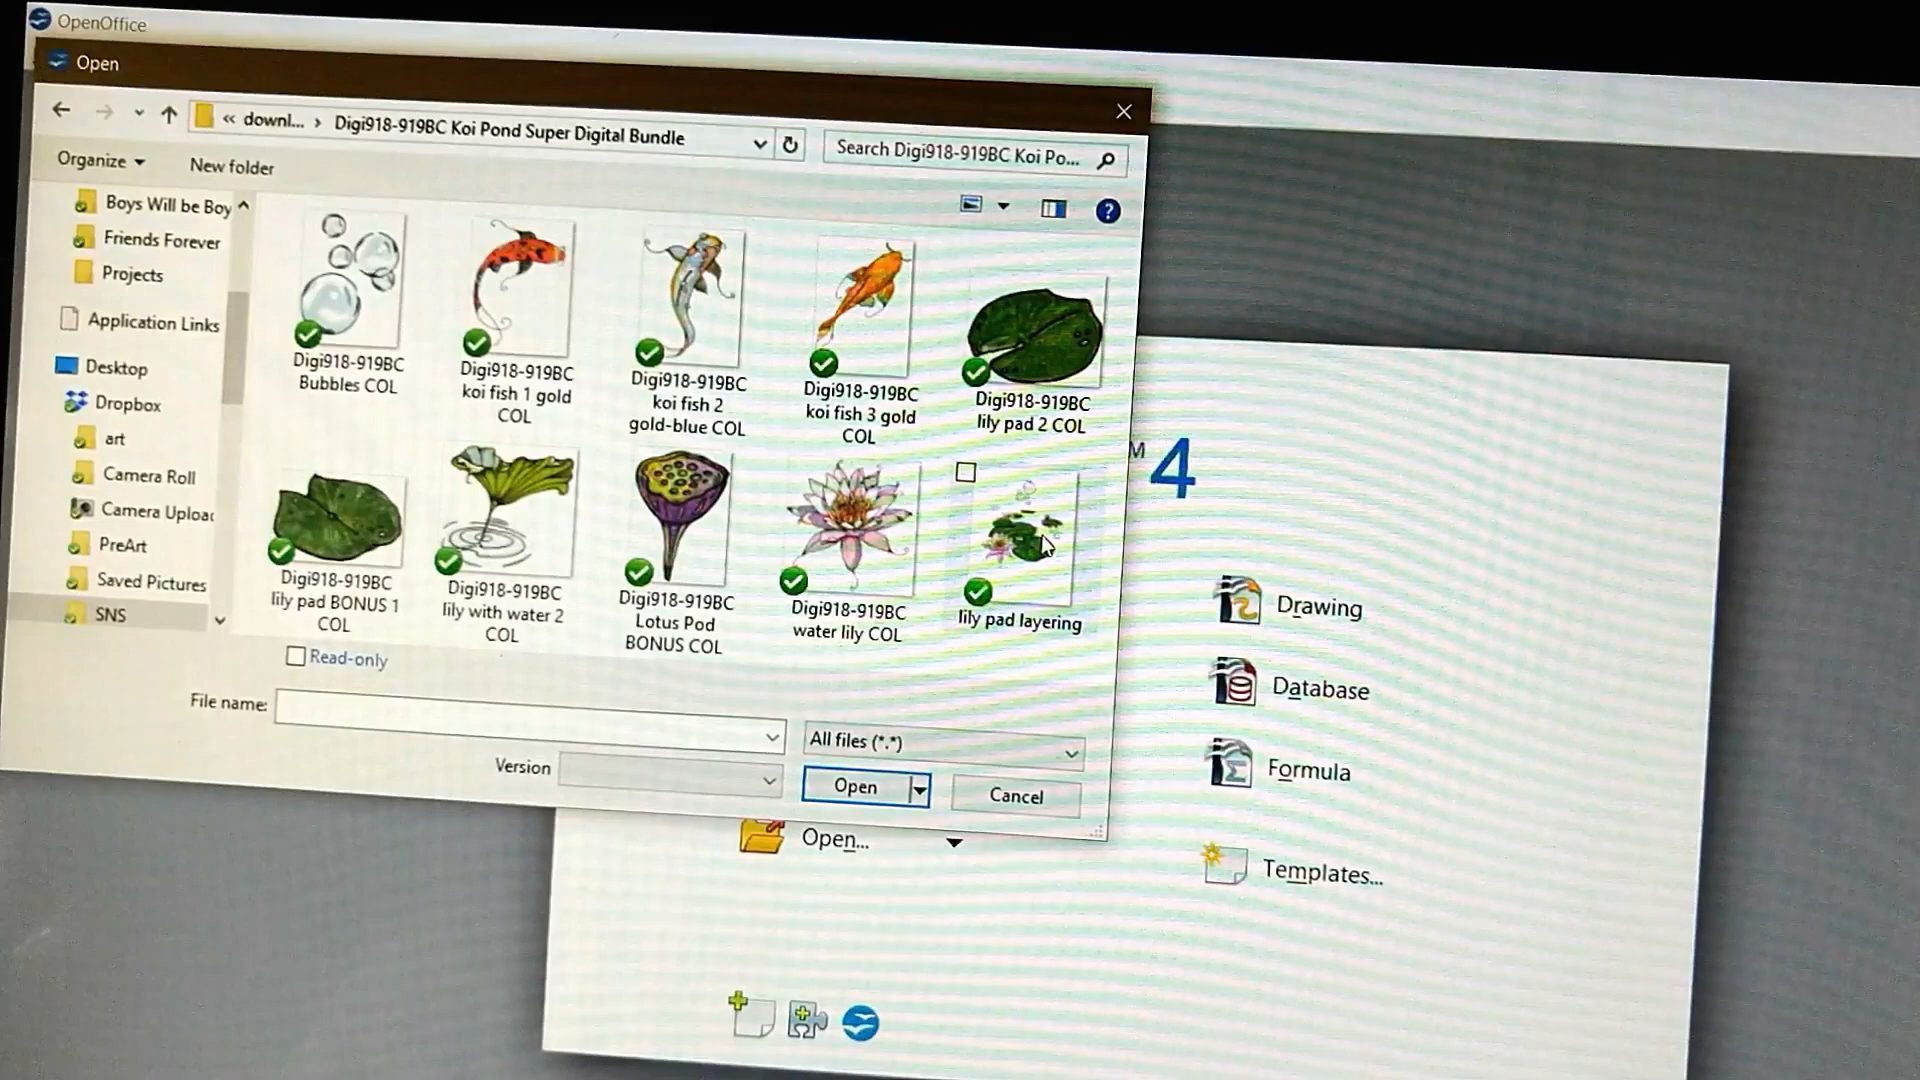 OpenOffice
Open
« downl... › Digi918-919BC Koi Pond Super Digital Bundle
Search Digi918-919BC Koi Po...
Organize
New folder
Boys Will be Boy
Friends Forever
Projects
Application Links
Desktop
Dropbox
art
Camera Roll
Camera Upload
PreArt
Saved Pictures
SNS
Digi918-919BC
Bubbles COL
Digi918-919BC
koi fish 1 gold
COL
Digi918-919BC
koi fish 2
gold-blue COL
Digi918-919BC
koi fish 3 gold
COL
Digi918-919BC
lily pad 2 COL
Digi918-919BC
lily pad BONUS 1
COL
Digi918-919BC
lily with water 2
COL
Digi918-919BC
Lotus Pod
BONUS COL
Digi918-919BC
water lily COL
lily pad layering
Read-only
File name:
All files (*.*)
Version
Open
Cancel
M
4
Drawing
Database
Formula
Open...
Templates...